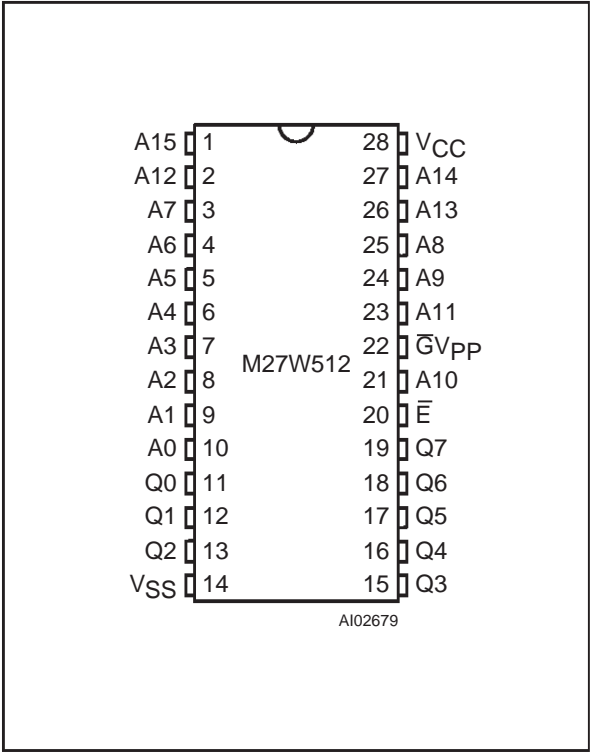 A15 1 28 VCC
A12 2 27 A14
A7 3 26 A13
A6 4 25 A8
A5 5 24 A9
A4 6 23 A11
A3 7 22 G̅VPP
M27W512
A2 8 21 A10
A1 9 20 E̅
A0 10 19 Q7
Q0 11 18 Q6
Q1 12 17 Q5
Q2 13 16 Q4
VSS 14 15 Q3
AI02679